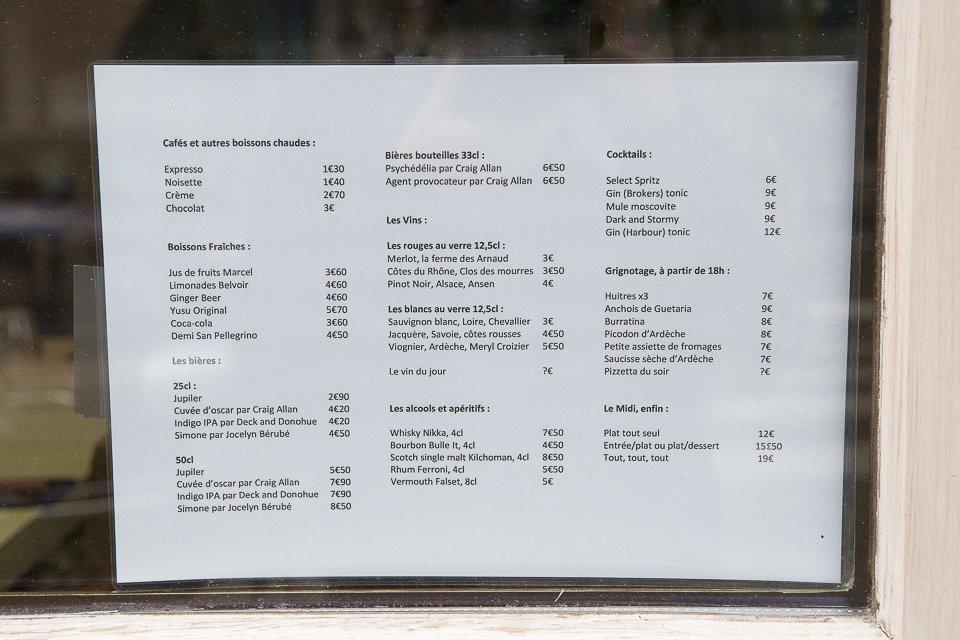 Cafés et autres boissons chaudes :
Expresso 1€30
Noisette 1€40
Crème 2€70
Chocolat 3€
Boissons Fraîches :
Jus de fruits Marcel 3€60
Limonades Belvoir 4€60
Ginger Beer 4€60
Yusu Original 5€70
Coca-cola 3€60
Demi San Pellegrino 4€50
Les bières :
25cl :
Jupiler 2€90
Cuvée d'oscar par Craig Allan 4€20
Indigo IPA par Deck and Donohue 4€20
Simone par Jocelyn Bérubé 4€50
50cl
Jupiler 5€50
Cuvée d'oscar par Craig Allan 7€90
Indigo IPA par Deck and Donohue 7€90
Simone par Jocelyn Bérubé 8€50
Bières bouteilles 33cl :
Psychédélia par Craig Allan 6€50
Agent provocateur par Craig Allan 6€50
Les Vins :
Les rouges au verre 12,5cl :
Merlot, la ferme des Arnaud 3€
Côtes du Rhône, Clos des mourres 3€50
Pinot Noir, Alsace, Ansen 4€
Les blancs au verre 12,5cl :
Sauvignon blanc, Loire, Chevallier 3€
Jacquère, Savoie, côtes rousses 4€50
Viognier, Ardèche, Meryl Croizier 5€50
Le vin du jour ?€
Les alcools et apéritifs :
Whisky Nikka, 4cl 7€50
Bourbon Bulle It, 4cl 4€50
Scotch single malt Kilchoman, 4cl 8€50
Rhum Ferroni, 4cl 5€50
Vermouth Falset, 8cl 5€
Cocktails :
Select Spritz 6€
Gin (Brokers) tonic 9€
Mule moscovite 9€
Dark and Stormy 9€
Gin (Harbour) tonic 12€
Grignotage, à partir de 18h :
Huitres x3 7€
Anchois de Guetaria 9€
Burratina 8€
Picodon d'Ardèche 8€
Petite assiette de fromages 7€
Saucisse sèche d'Ardèche 7€
Pizzetta du soir ?€
Le Midi, enfin :
Plat tout seul 12€
Entrée/plat ou plat/dessert 15€50
Tout, tout, tout 19€